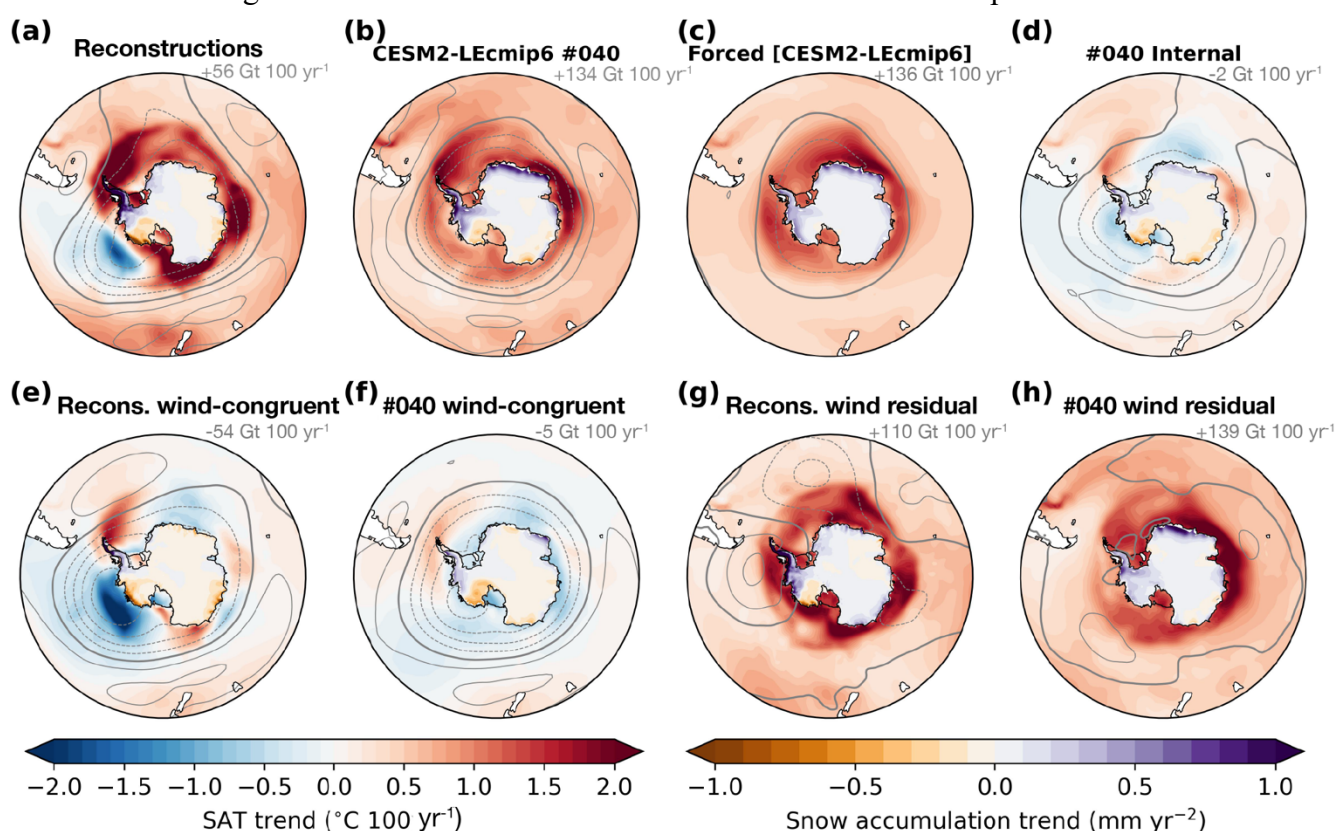 (a) Reconstructions
+56 Gt 100 yr⁻¹
(b) CESM2-LEcmip6 #040
+134 Gt 100 yr⁻¹
(c) Forced [CESM2-LEcmip6]
+136 Gt 100 yr⁻¹
(d) #040 Internal
-2 Gt 100 yr⁻¹
(e) Recons. wind-congruent
-54 Gt 100 yr⁻¹
(f) #040 wind-congruent
-5 Gt 100 yr⁻¹
(g) Recons. wind residual
+110 Gt 100 yr⁻¹
(h) #040 wind residual
+139 Gt 100 yr⁻¹
−2.0 −1.5 −1.0 −0.5 0.0 0.5 1.0 1.5 2.0
SAT trend (°C 100 yr⁻¹)
−1.0 −0.5 0.0 0.5 1.0
Snow accumulation trend (mm yr⁻²)